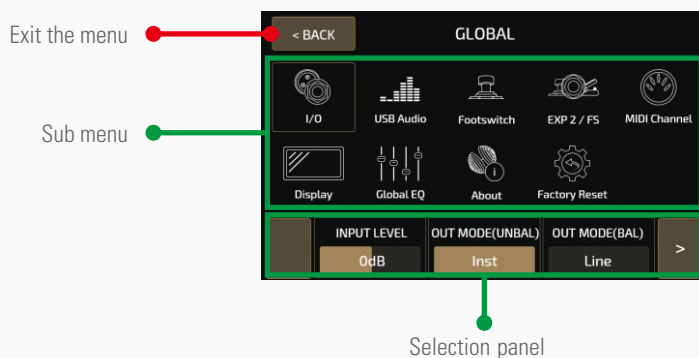 Exit the menu
< BACK
GLOBAL
I/O
USB Audio
Footswitch
EXP 2 / FS
MIDI Channel
Sub menu
Display
Global EQ
About
Factory Reset
INPUT LEVEL
OUT MODE(UNBAL)
OUT MODE(BAL)
0dB
Inst
Line
>
Selection panel